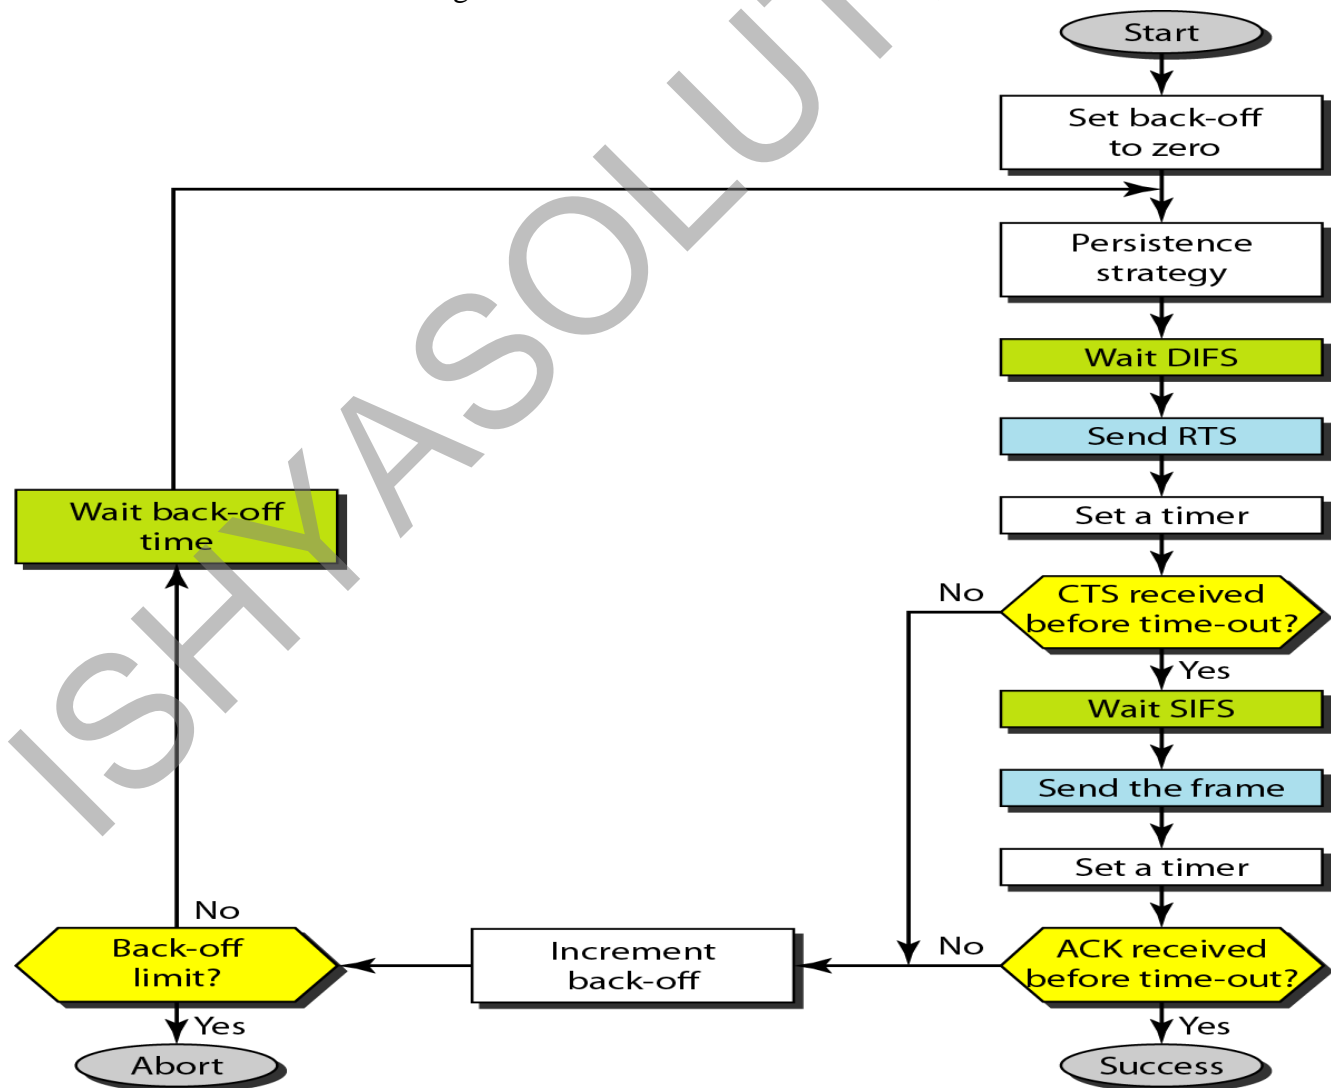 Start
Set back-off
to zero
Persistence
strategy
Wait DIFS
Send RTS
Set a timer
CTS received
before time-out?
No
Yes
Wait SIFS
Send the frame
Set a timer
ACK received
before time-out?
No
Yes
Success
Increment
back-off
Back-off
limit?
No
Yes
Abort
Wait back-off
time
ISHYASOLUT